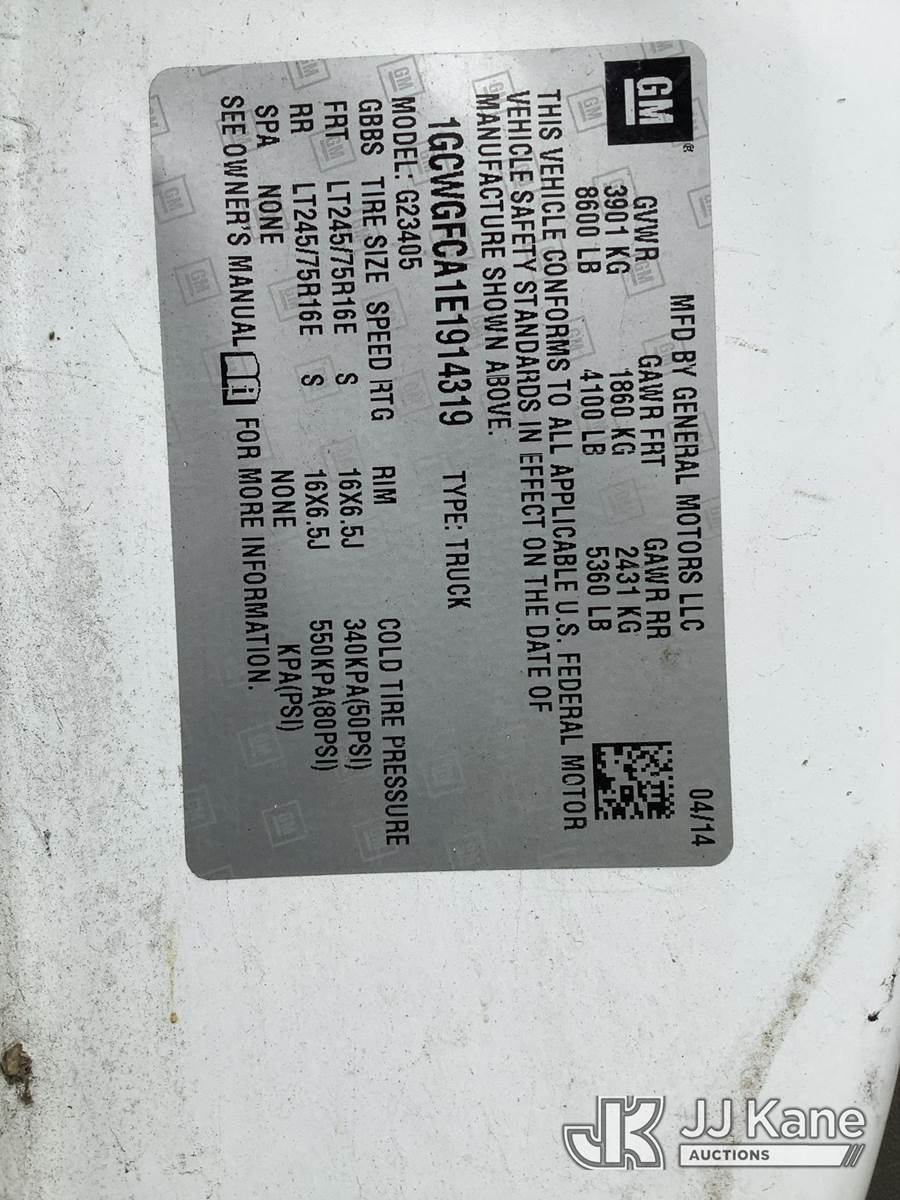 GM
®
MFD BY GENERAL MOTORS LLC 04/14
GVWR GAWR FRT GAWR RR
3901 KG 1860 KG 2431 KG
8600 LB 4100 LB 5360 LB
THIS VEHICLE CONFORMS TO ALL APPLICABLE U.S. FEDERAL MOTOR
VEHICLE SAFETY STANDARDS IN EFFECT ON THE DATE OF
MANUFACTURE SHOWN ABOVE.
1GCWGFCA1E1914319 TYPE: TRUCK
MODEL: G23405
GBBS TIRE SIZE SPEED RTG RIM COLD TIRE PRESSURE
FRT LT245/75R16E S 16X6.5J 340KPA(50PSI)
RR LT245/75R16E S 16X6.5J 550KPA(80PSI)
SPA NONE NONE KPA(PSI)
SEE OWNER'S MANUAL i FOR MORE INFORMATION.
JK JJ Kane
AUCTIONS